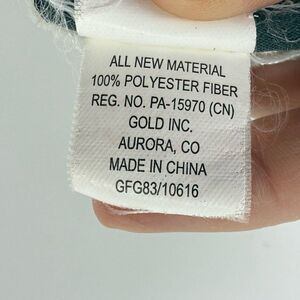 ALL NEW MATERIAL
100% POLYESTER FIBER
REG. NO. PA-15970 (CN)
GOLD INC.
AURORA, CO
MADE IN CHINA
GFG83/10616